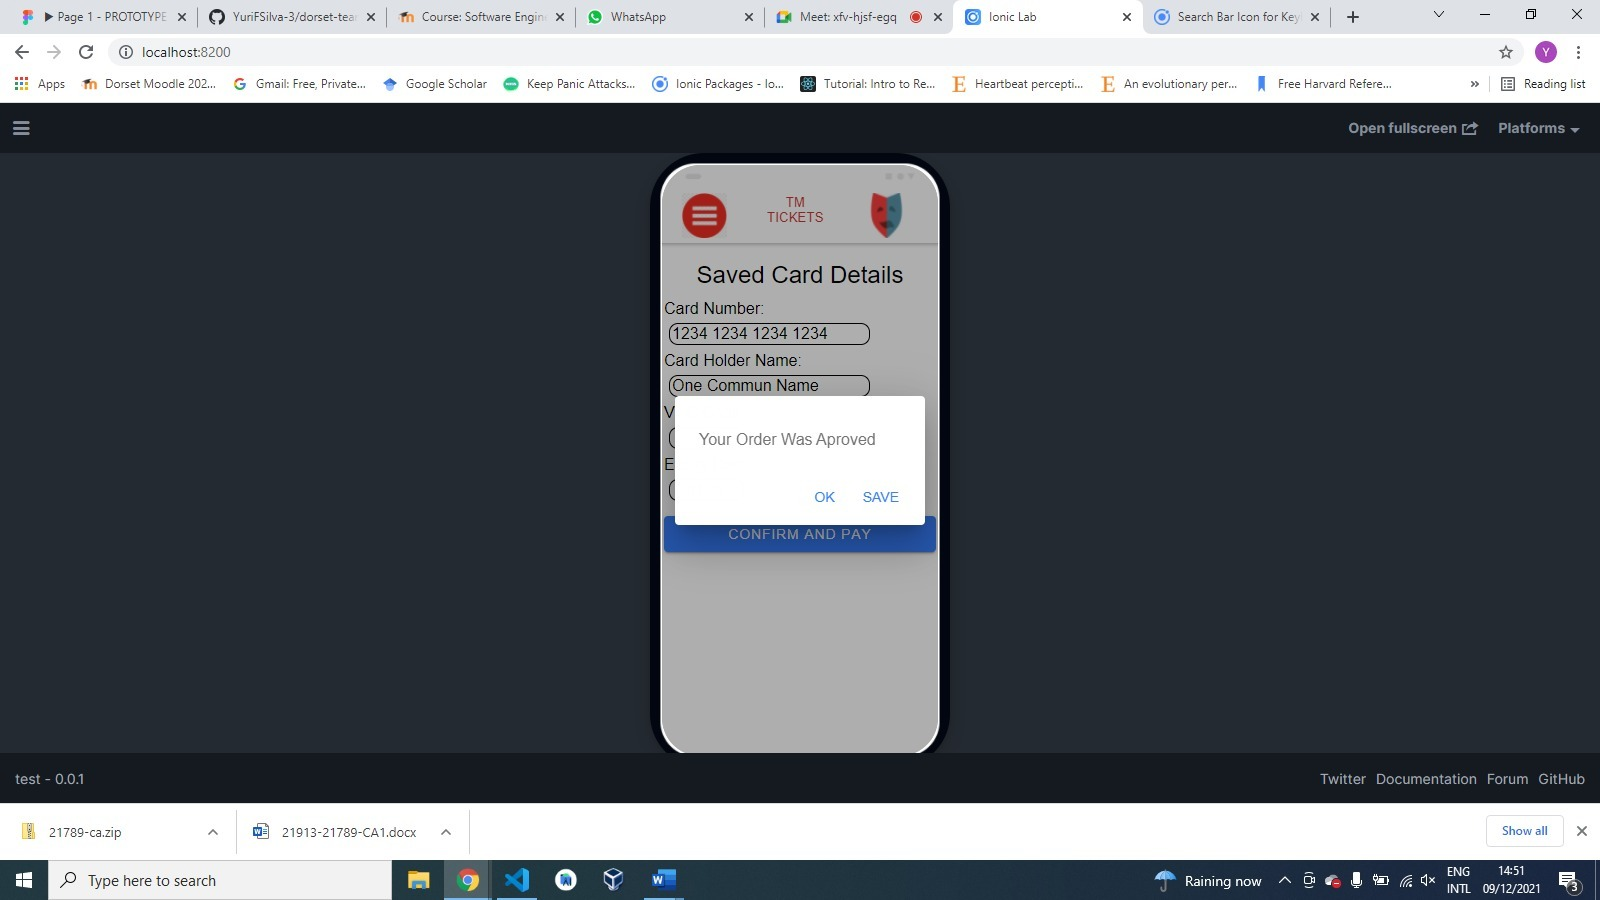 Page 1 - PROTOTYPE
YuriFSilva-3/dorset-tear
Course: Software Engin
WhatsApp
Meet: xfv-hjsf-egq
Ionic Lab
Search Bar Icon for Key
localhost:8200
Y
Apps
Dorset Moodle 202...
Gmail: Free, Private...
Google Scholar
Keep Panic Attacks...
Ionic Packages - Io...
Tutorial: Intro to Re...
Heartbeat percepti...
An evolutionary per...
Free Harvard Refere...
»
Reading list
Open fullscreen
Platforms
TM
TICKETS
Saved Card Details
Card Number:
1234 1234 1234 1234
Card Holder Name:
One Commun Name
V
E
Your Order Was Aproved
OK SAVE
CONFIRM AND PAY
test - 0.0.1
Twitter Documentation Forum GitHub
21789-ca.zip
21913-21789-CA1.docx
Show all
Type here to search
Raining now
ENG
INTL
14:51
09/12/2021
3